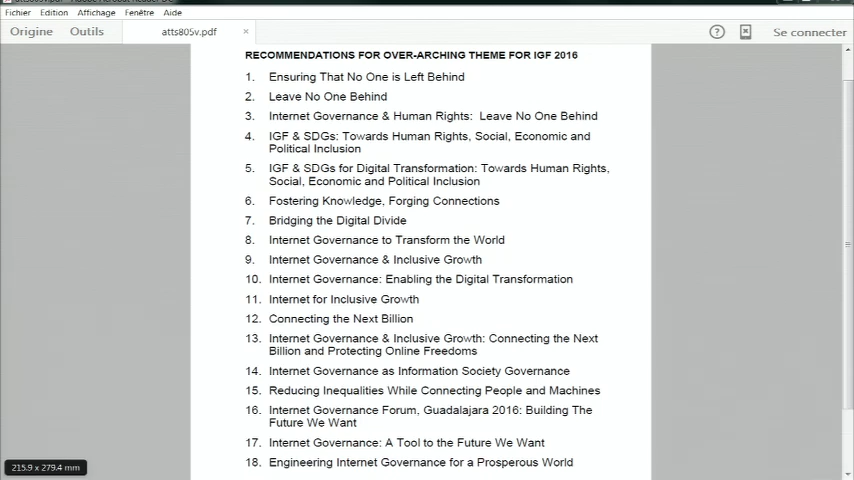 Fichier Edition Affichage Fenêtre Aide
Origine Outils atts805v.pdf × ? Se connecter
RECOMMENDATIONS FOR OVER-ARCHING THEME FOR IGF 2016
1. Ensuring That No One is Left Behind
2. Leave No One Behind
3. Internet Governance & Human Rights: Leave No One Behind
4. IGF & SDGs: Towards Human Rights, Social, Economic and
Political Inclusion
5. IGF & SDGs for Digital Transformation: Towards Human Rights,
Social, Economic and Political Inclusion
6. Fostering Knowledge, Forging Connections
7. Bridging the Digital Divide
8. Internet Governance to Transform the World
9. Internet Governance & Inclusive Growth
10. Internet Governance: Enabling the Digital Transformation
11. Internet for Inclusive Growth
12. Connecting the Next Billion
13. Internet Governance & Inclusive Growth: Connecting the Next
Billion and Protecting Online Freedoms
14. Internet Governance as Information Society Governance
15. Reducing Inequalities While Connecting People and Machines
16. Internet Governance Forum, Guadalajara 2016: Building The
Future We Want
17. Internet Governance: A Tool to the Future We Want
18. Engineering Internet Governance for a Prosperous World
215.9 x 279.4 mm